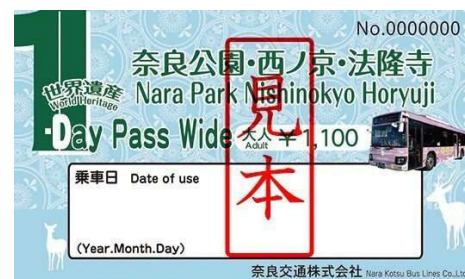 No.0000000
奈良公園・西ノ京・法隆寺
世界遺産
World Heritage
Nara Park Nishinokyo Horyuji
1-Day Pass Wide 大人 Adult ¥1,100
見本
乗車日 Date of use
(Year.Month.Day)
奈良交通株式会社 Nara Kotsu Bus Lines Co.,Ltd